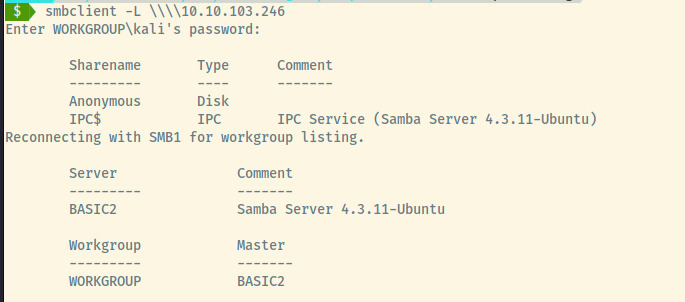 $ smbclient -L \\\\10.10.103.246
Enter WORKGROUP\kali's password:
Sharename Type Comment
--------- ---- -------
Anonymous Disk
IPC$ IPC IPC Service (Samba Server 4.3.11-Ubuntu)
Reconnecting with SMB1 for workgroup listing.
Server Comment
--------- -------
BASIC2 Samba Server 4.3.11-Ubuntu
Workgroup Master
--------- -------
WORKGROUP BASIC2